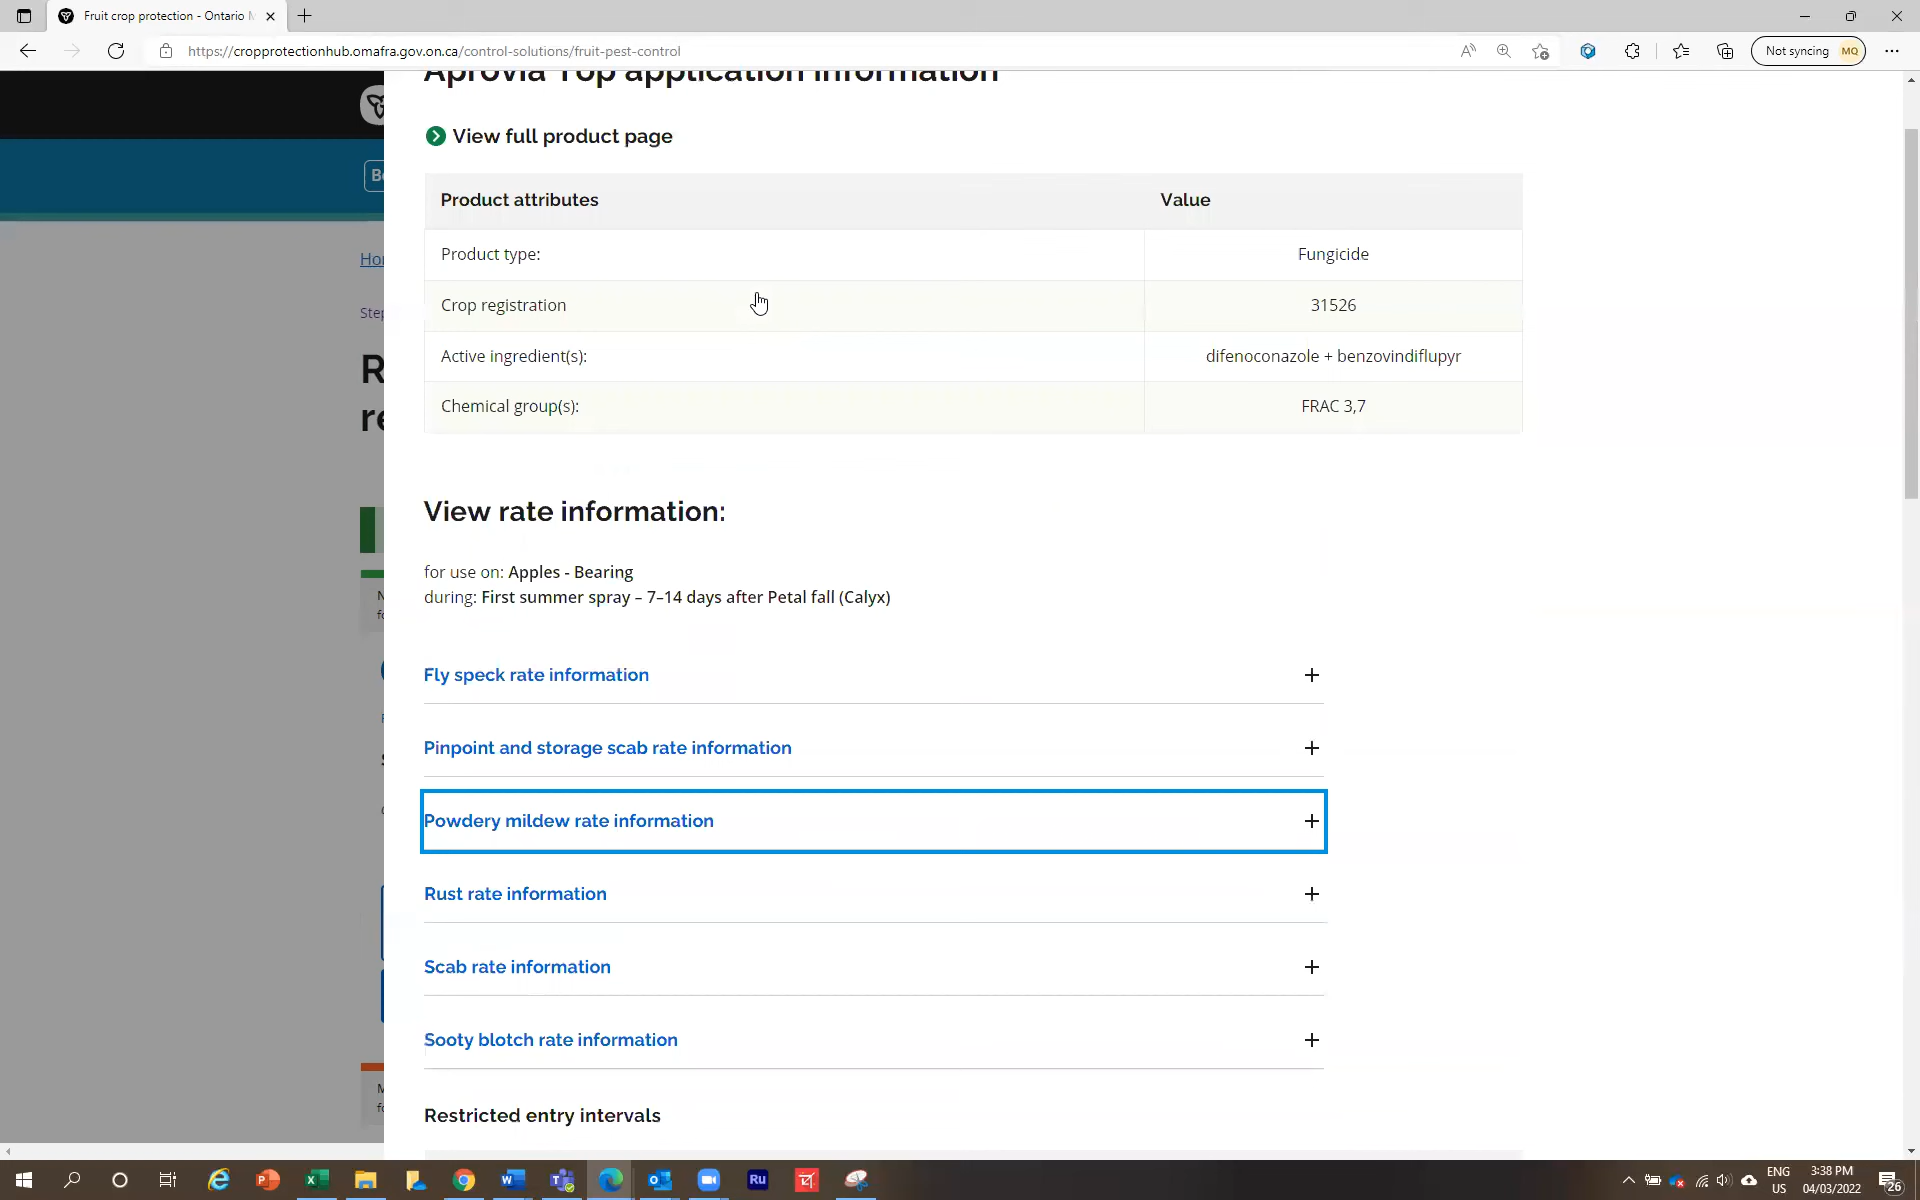 Fruit crop protection - Ontario
https://cropprotectionhub.omafra.gov.on.ca/control-solutions/fruit-pest-control
Not syncing MQ
Aprovia Top application information
View full product page
Product attributes Value
Product type: Fungicide
Crop registration 31526
Active ingredient(s): difenoconazole + benzovindiflupyr
Chemical group(s): FRAC 3,7
View rate information:
for use on: Apples - Bearing
during: First summer spray – 7–14 days after Petal fall (Calyx)
Fly speck rate information
Pinpoint and storage scab rate information
Powdery mildew rate information
Rust rate information
Scab rate information
Sooty blotch rate information
Restricted entry intervals
Ru
ENG
US
3:38 PM
04/03/2022
26